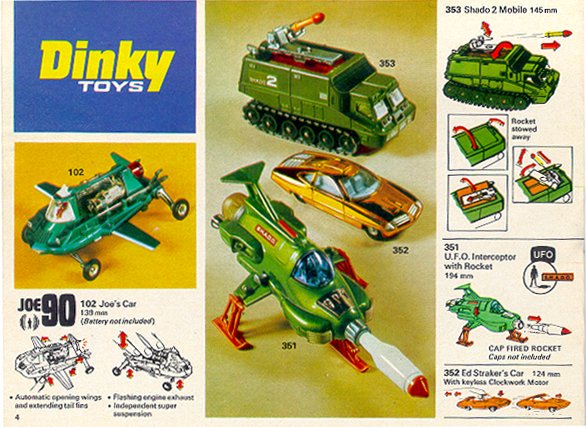 Dinky
TOYS
102
JOE 90
102 Joe's Car
139 mm
(Battery not included)
• Automatic opening wings
and extending tail fins
• Flashing engine exhaust
• Independent super
suspension
4
353
SHADO 2
352
SHADO
351
353 Shado 2 Mobile 145mm
Rocket
stowed
away
351
U.F.O. Interceptor
with Rocket
194 mm
UFO
S.H.A.D.O.
CAP FIRED ROCKET
Caps not included
352 Ed Straker's Car 124 mm
With keyless Clockwork Motor